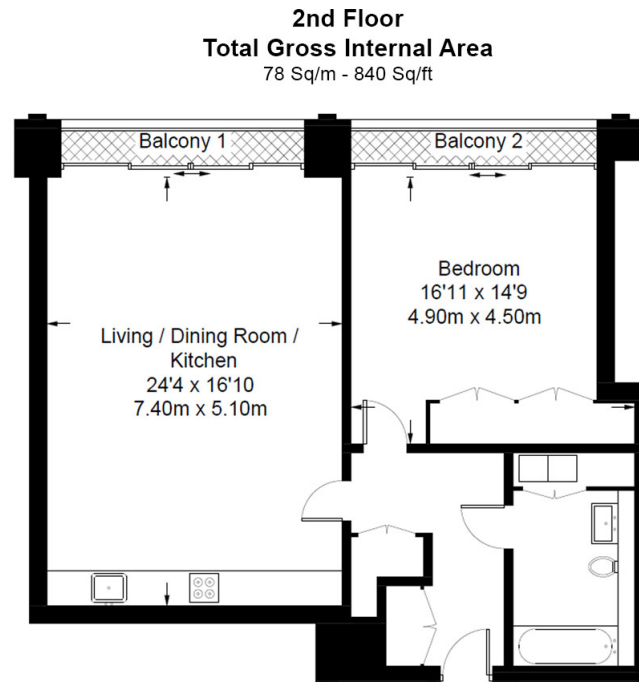 2nd Floor
Total Gross Internal Area
78 Sq/m - 840 Sq/ft
Balcony 1
Balcony 2
Bedroom
16'11 x 14'9
4.90m x 4.50m
Living / Dining Room /
Kitchen
24'4 x 16'10
7.40m x 5.10m